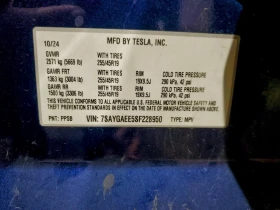 10/24 MFD BY TESLA, INC.
GVWR WITH TIRES
2571 kg (5669 lb) 255/45R19
GAWR FRT WITH TIRES RIM COLD TIRE PRESSURE
1363 kg (3004 lb) 255/45R19 19X9.5J 290 kPa, 42 psi
GAWR RR WITH TIRES RIM COLD TIRE PRESSURE
1500 kg (3306 lb) 255/45R19 19X9.5J 290 kPa, 42 psi
THIS VEHICLE CONFORMS TO ALL APPLICABLE U.S. FEDERAL
MOTOR VEHICLE SAFETY AND THEFT PREVENTION STANDARDS
IN EFFECT ON THE DATE OF MANUFACTURE SHOWN ABOVE.
PNT: PPSB VIN: 7SAYGAEE5SF228950 TYPE: MPV